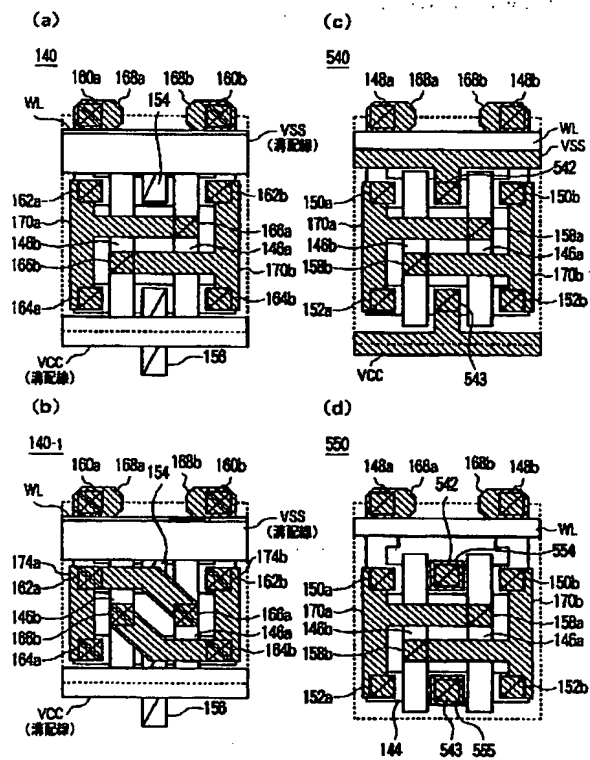 (a)
140
160a 168a 168b 160b
WL
154
VSS
(溝配線)
162a
162b
170a
166a
148b
148a
166b
170b
164a
164b
VCC
(溝配線)
156
(c)
540
148a 168a 168b 148b
WL
VSS
542
150a
150b
170a
158a
146b
146a
158b
170b
152a
152b
VCC
543
(b)
140-1
160a 168a 168b 160b
154
WL
VSS
(溝配線)
174a
174b
162a
162b
146b
166a
166b
146a
164a
164b
VCC
(溝配線)
156
(d)
550
148a 168a 542 168b 148b
554
WL
150a
150b
170a
170b
158a
146b
146a
158b
152a
152b
144
543
555